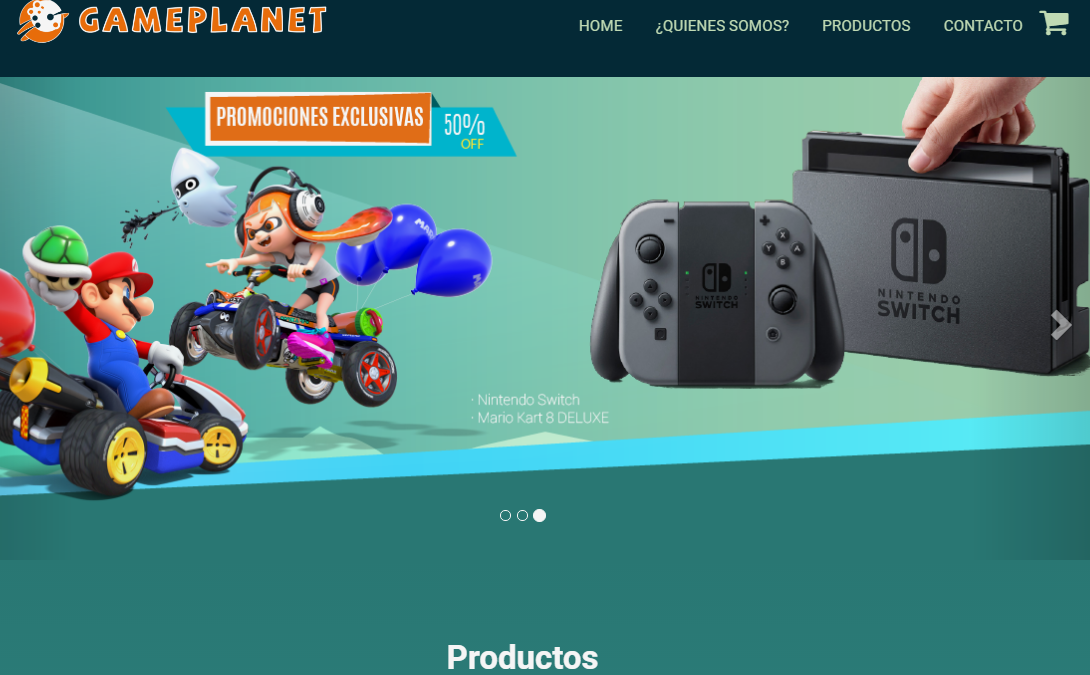 GAMEPLANET
HOME
¿QUIENES SOMOS?
PRODUCTOS
CONTACTO
PROMOCIONES EXCLUSIVAS
50%
OFF
X
Y
A
B
NINTENDO
SWITCH
NINTENDO
SWITCH
· Nintendo Switch
· Mario Kart 8 DELUXE
Productos